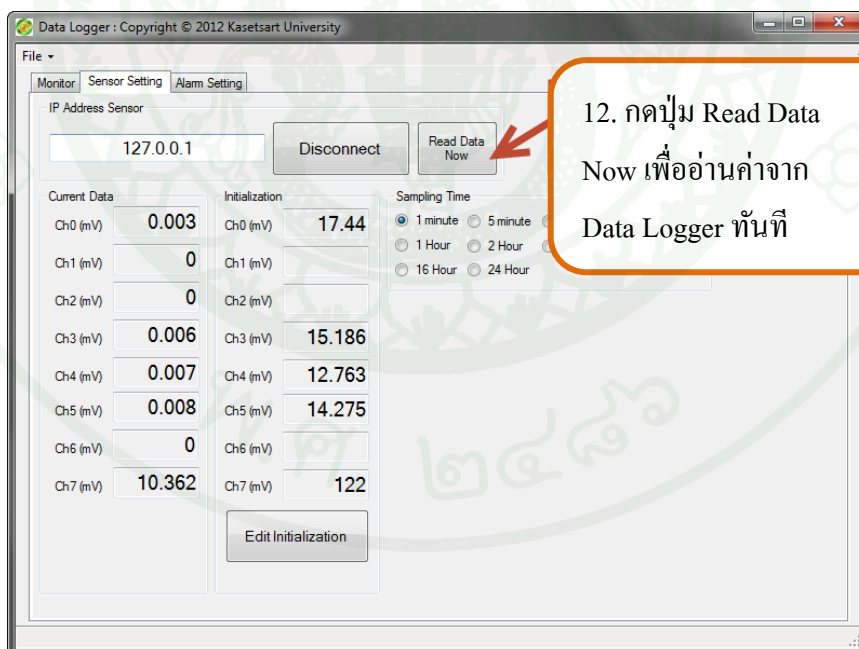 Data Logger : Copyright © 2012 Kasetsart University
File
Monitor Sensor Setting Alarm Setting
IP Address Sensor
127.0.0.1 Disconnect Read Data
Now
12. กดปุ่ม Read Data
Now เพื่ออ่านค่าจาก
Data Logger ทันที
Current Data Initialization Sampling Time
Ch0 (mV) 0.003 Ch0 (mV) 17.44 1 minute 5 minute
1 Hour 2 Hour
Ch1 (mV) 0 Ch1 (mV) 16 Hour 24 Hour
Ch2 (mV) 0 Ch2 (mV)
Ch3 (mV) 0.006 Ch3 (mV) 15.186
Ch4 (mV) 0.007 Ch4 (mV) 12.763
Ch5 (mV) 0.008 Ch5 (mV) 14.275
Ch6 (mV) 0 Ch6 (mV)
Ch7 (mV) 10.362 Ch7 (mV) 122
Edit Initialization
๒๔๘๖